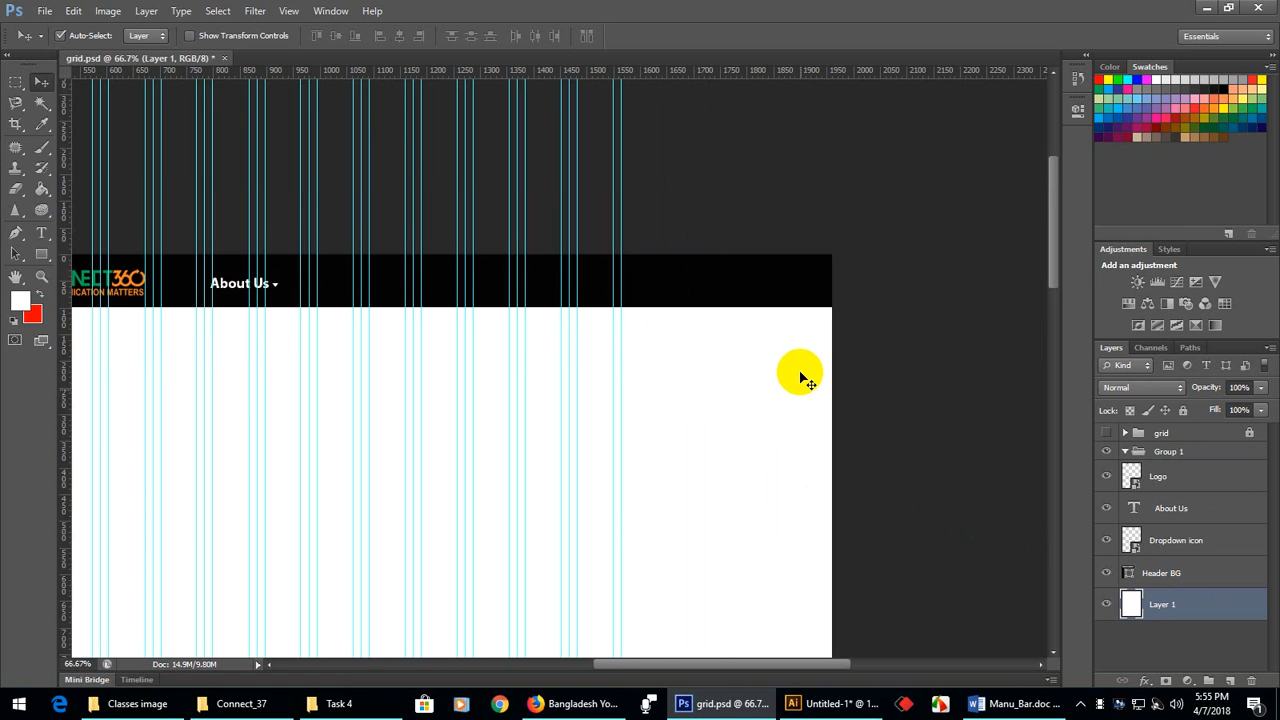 Ps File Edit Image Layer Type Select Filter View Window Help
Auto-Select: Layer Show Transform Controls Essentials
grid.psd @ 66.7% (Layer 1, RGB/8) * ×
Color Swatches
550 600 650 700 750 800 850 900 950 1000 1050 1100 1150 1200 1250 1300 1350 1400 1450 1500 1550 1600 1650 1700 1750 1800 1850 1900 1950 2000 2050 2100 2150 2200 2250 2300
Adjustments Styles
Add an adjustment
NECT360
NICATION MATTERS
About Us
Layers Channels Paths
Kind
Normal Opacity: 100%
Lock: Fill: 100%
grid
Group 1
Logo
T About Us
Dropdown icon
Header BG
Layer 1
66.67% Doc: 14.9M/9.80M
Mini Bridge Timeline
Classes image Connect_37 Task 4 Bangladesh Yo... grid.psd @ 66.7... Untitled-1* @ 1... Manu_Bar.doc ... 5:55 PM
4/7/2018